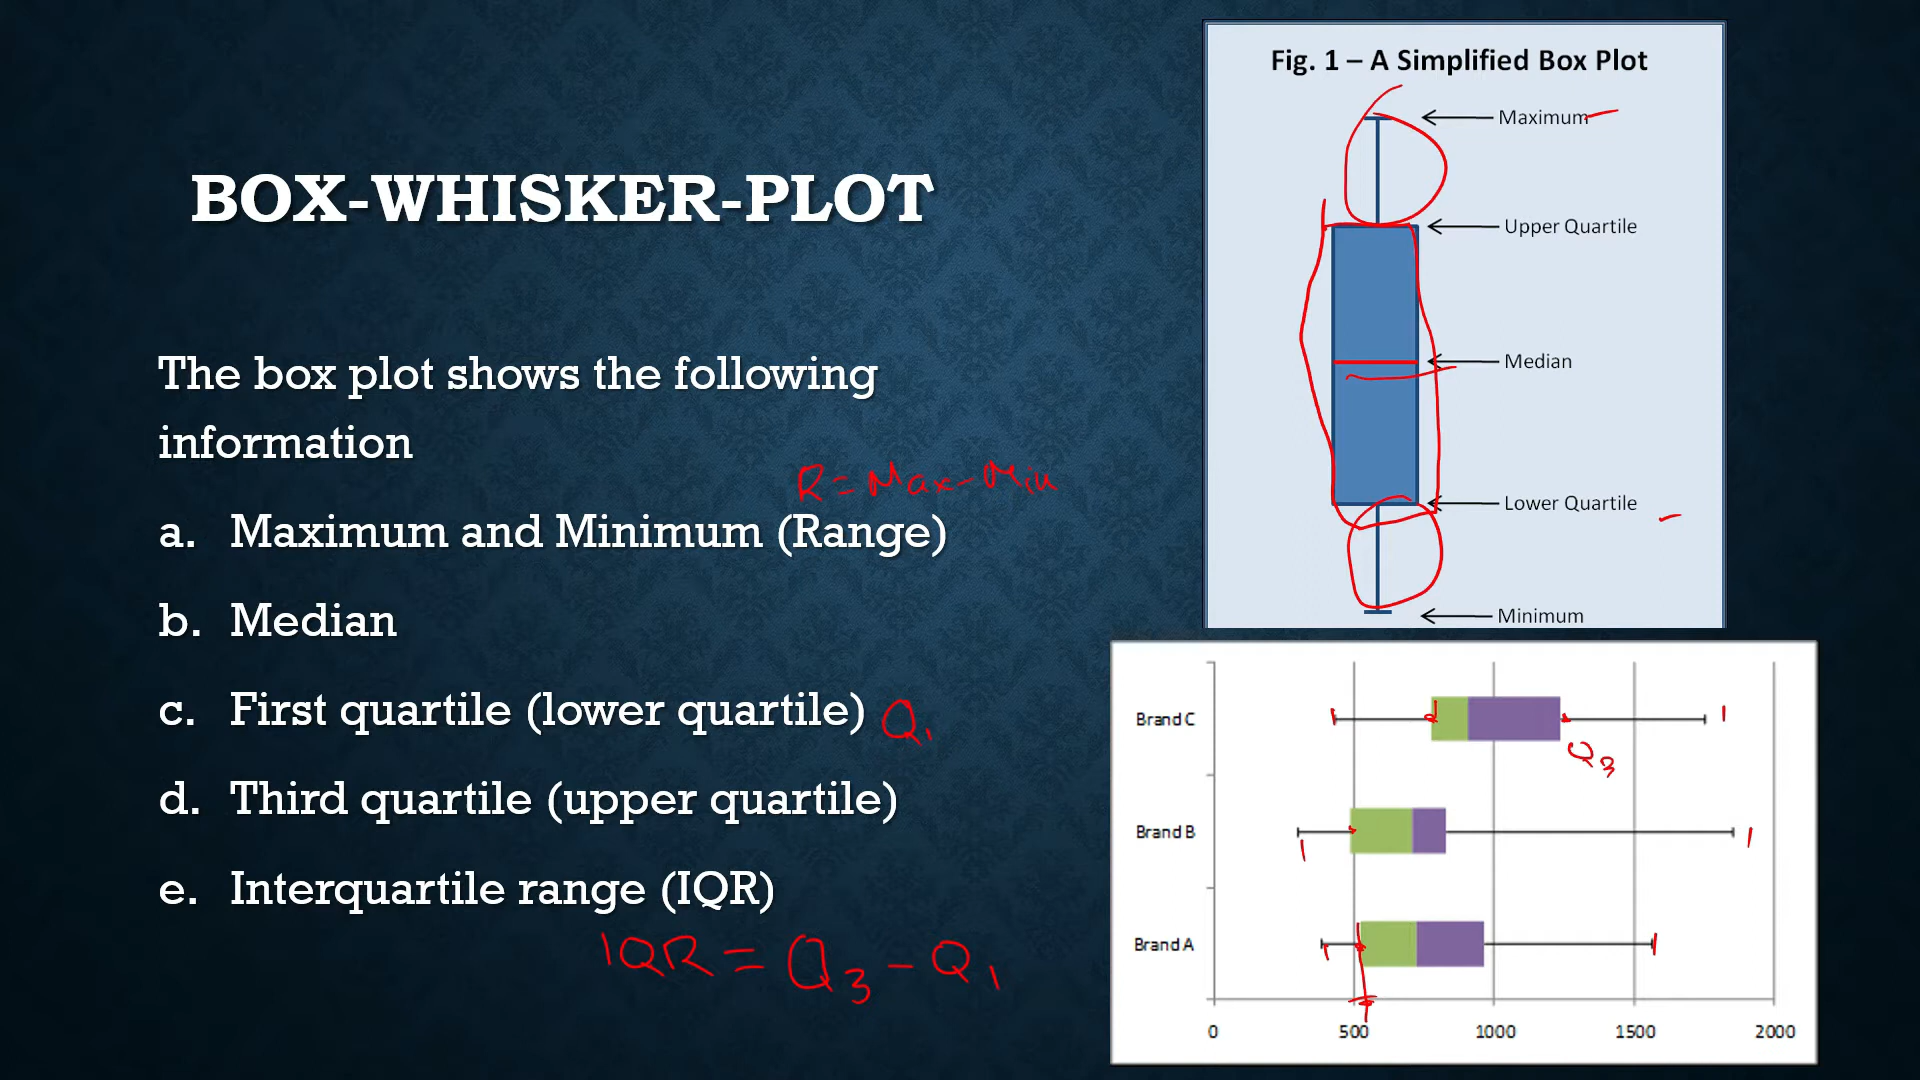 BOX-WHISKER-PLOT
The box plot shows the following
information
R = Max - Min
a. Maximum and Minimum (Range)
b. Median
c. First quartile (lower quartile) Q1
d. Third quartile (upper quartile)
e. Interquartile range (IQR)
IQR = Q3 - Q1
Fig. 1 – A Simplified Box Plot
Maximum
Upper Quartile
Median
Lower Quartile
Minimum
Brand C
Q3
Brand B
Brand A
0 500 1000 1500 2000